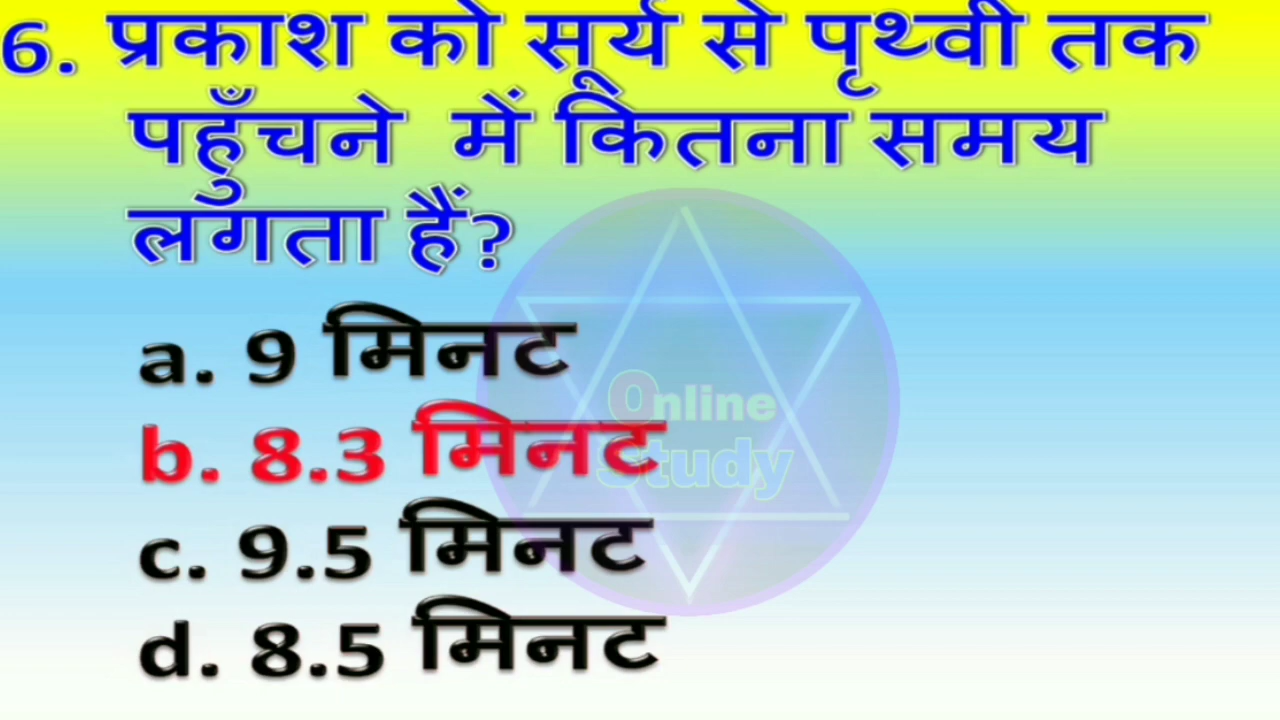 6. प्रकाश को सूर्य से पृथ्वी तक
पहुँचने में कितना समय
लगता हैं?
a. 9 मिनट
b. 8.3 मिनट
c. 9.5 मिनट
d. 8.5 मिनट
Online
Study